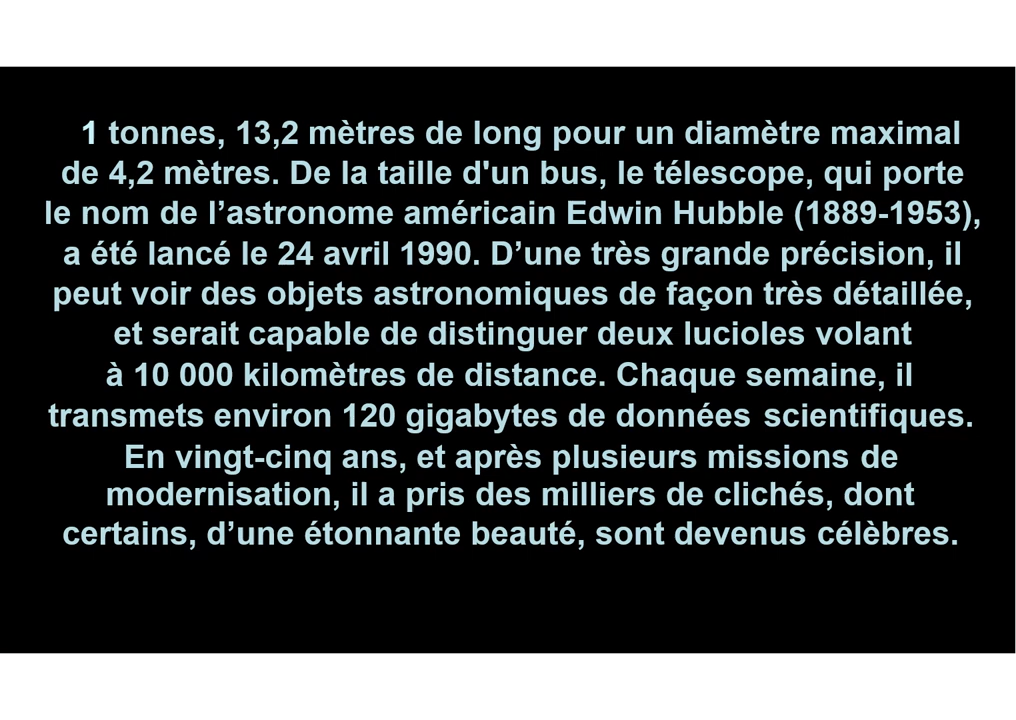 1 tonnes, 13,2 mètres de long pour un diamètre maximal
de 4,2 mètres. De la taille d'un bus, le télescope, qui porte
le nom de l’astronome américain Edwin Hubble (1889-1953),
a été lancé le 24 avril 1990. D’une très grande précision, il
peut voir des objets astronomiques de façon très détaillée,
et serait capable de distinguer deux lucioles volant
à 10 000 kilomètres de distance. Chaque semaine, il
transmets environ 120 gigabytes de données scientifiques.
En vingt-cinq ans, et après plusieurs missions de
modernisation, il a pris des milliers de clichés, dont
certains, d’une étonnante beauté, sont devenus célèbres.